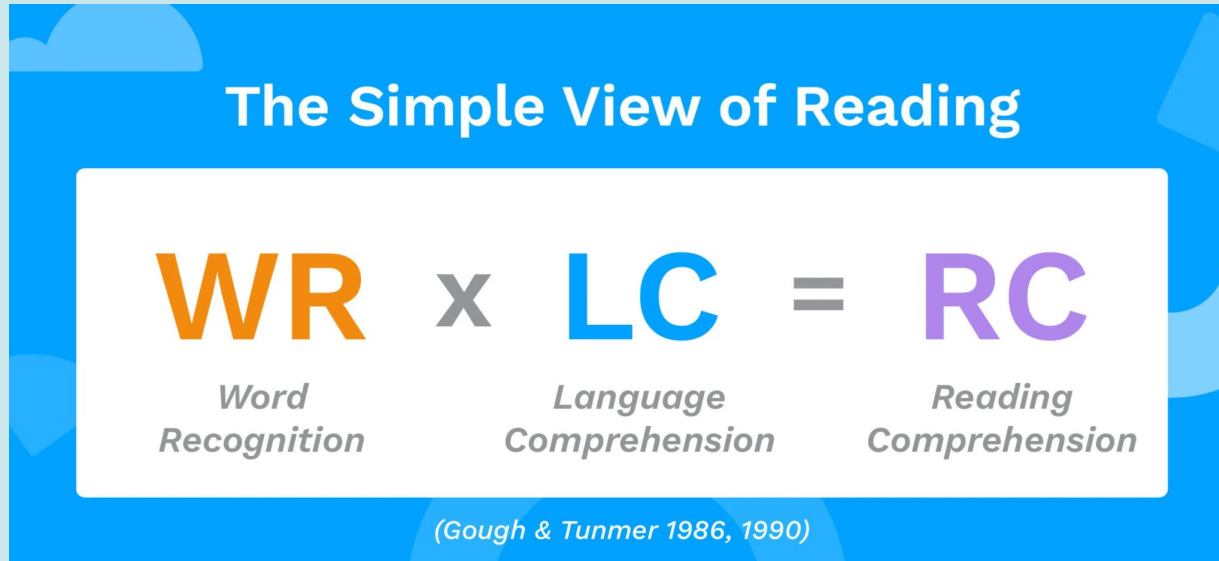 The Simple View of Reading
WR x LC = RC
Word Recognition
Language Comprehension
Reading Comprehension
(Gough & Tunmer 1986, 1990)